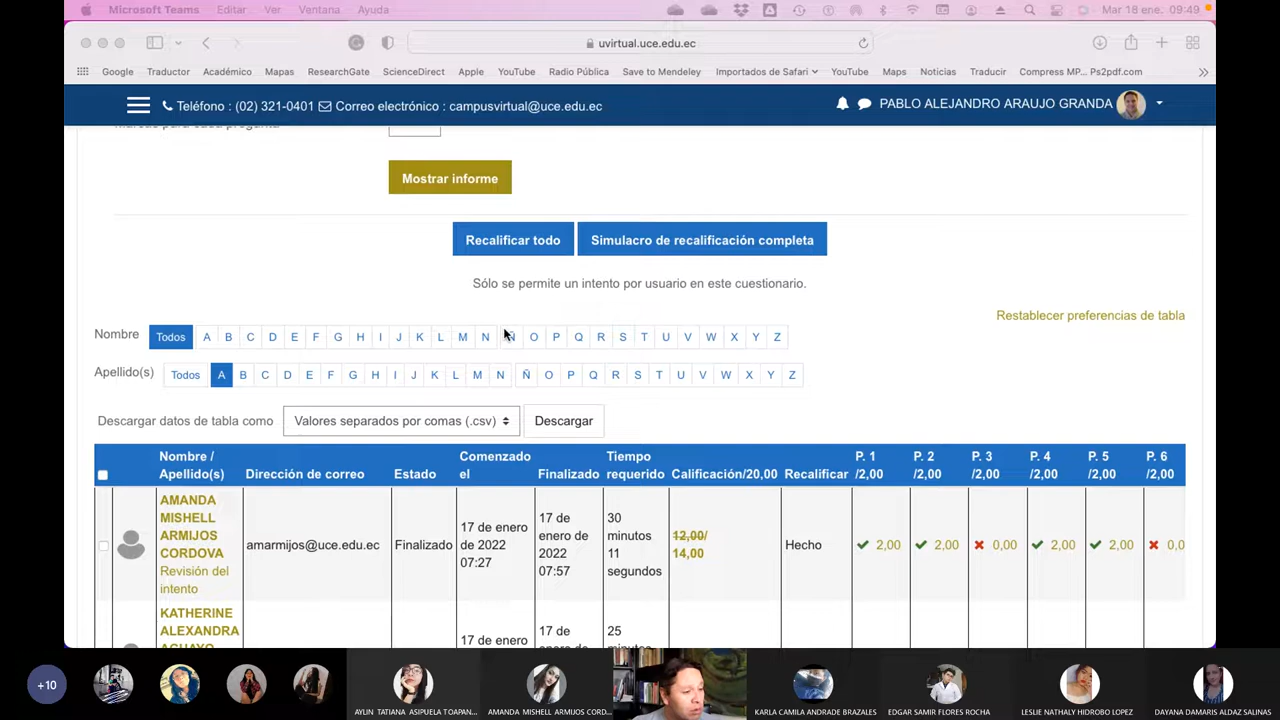 Microsoft Teams Editar Ver Ventana Ayuda Mar 18 ene. 09:49
uvirtual.uce.edu.ec
Google Traductor Académico Mapas ResearchGate ScienceDirect Apple YouTube Radio Pública Save to Mendeley Importados de Safari YouTube Maps Noticias Traducir Compress MP... Ps2pdf.com
Teléfono : (02) 321-0401 Correo electrónico : campusvirtual@uce.edu.ec PABLO ALEJANDRO ARAUJO GRANDA
Marcas para cada pregunta
Mostrar informe
Recalificar todo Simulacro de recalificación completa
Sólo se permite un intento por usuario en este cuestionario.
Restablecer preferencias de tabla
Nombre Todos A B C D E F G H I J K L M N Ñ O P Q R S T U V W X Y Z
Apellido(s) Todos A B C D E F G H I J K L M N Ñ O P Q R S T U V W X Y Z
Descargar datos de tabla como Valores separados por comas (.csv) Descargar
Nombre / Comenzado Tiempo P. 1 P. 2 P. 3 P. 4 P. 5 P. 6
Apellido(s) Dirección de correo Estado el Finalizado requerido Calificación/20,00 Recalificar /2,00 /2,00 /2,00 /2,00 /2,00 /2,00
AMANDA
MISHELL
ARMIJOS
CORDOVA
Revisión del
intento
amarmijos@uce.edu.ec
Finalizado
17 de enero
de 2022
07:27
17 de
enero de
2022
07:57
30
minutos
11
segundos
12,00/
14,00
Hecho
2,00 2,00 0,00 2,00 2,00 0,0
KATHERINE
ALEXANDRA
17 de enero
17 de
25
+10
AYLIN TATIANA ASIPUELA TOAPAN... AMANDA MISHELL ARMIJOS CORD... KARLA CAMILA ANDRADE BRAZALES EDGAR SAMIR FLORES ROCHA LESLIE NATHALY HIDROBO LOPEZ DAYANA DAMARIS ALDAZ SALINAS